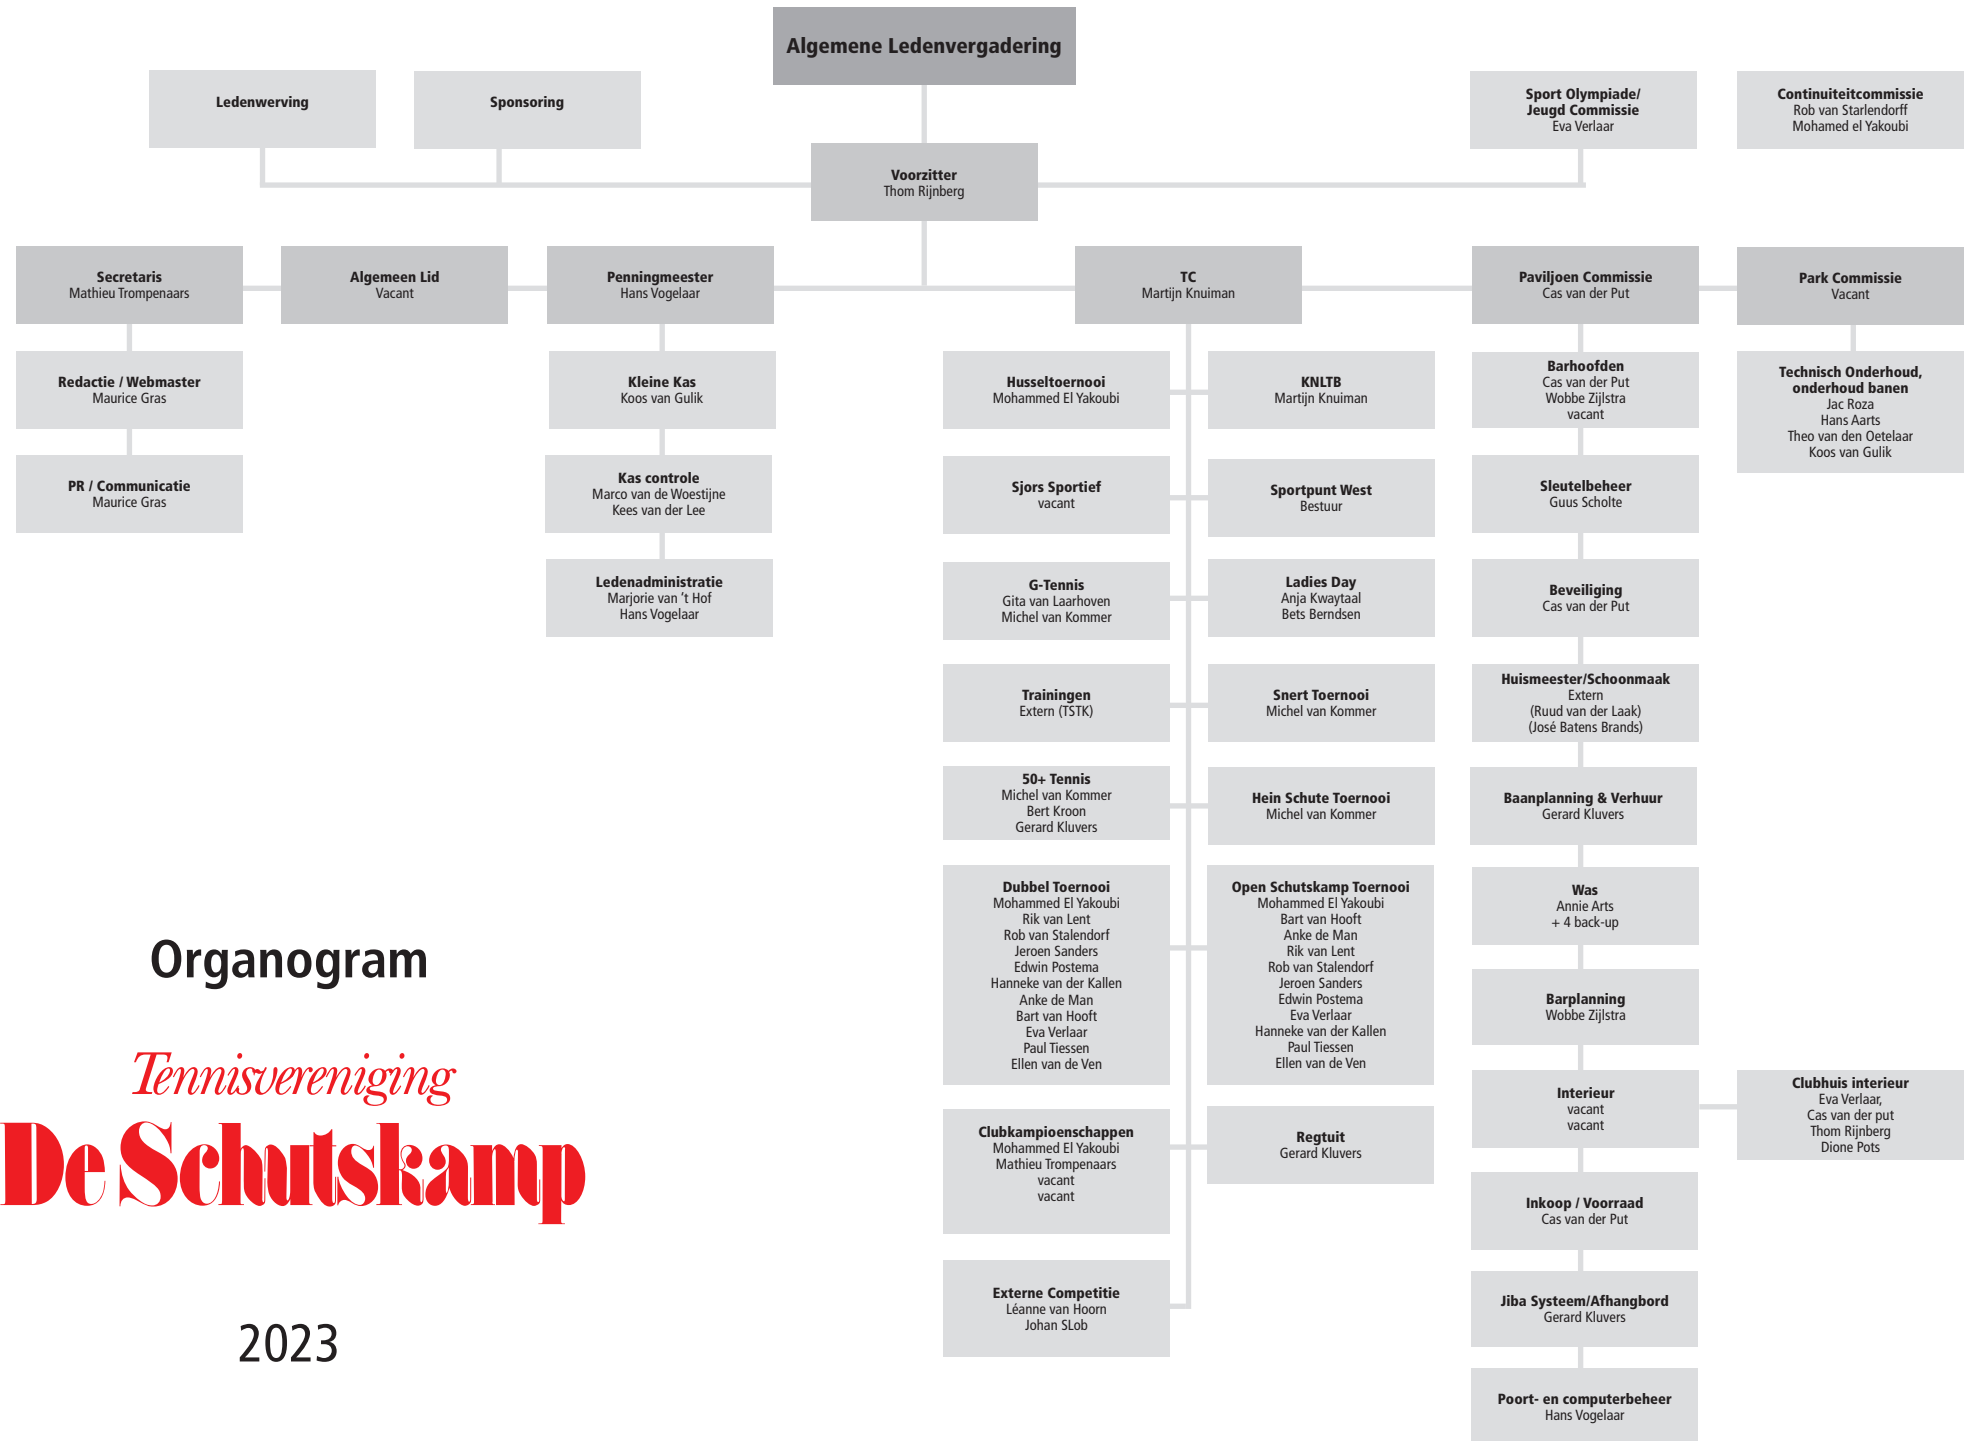 Algemene Ledenvergadering
Ledenwerving
Sponsoring
Sport Olympiade/
Jeugd Commissie
Eva Verlaar
Continuiteitcommissie
Rob van Starlendorff
Mohamed el Yakoubi
Voorzitter
Thom Rijnberg
Secretaris
Mathieu Trompenaars
Algemeen Lid
Vacant
Penningmeester
Hans Vogelaar
TC
Martijn Knuiman
Paviljoen Commissie
Cas van der Put
Park Commissie
Vacant
Redactie / Webmaster
Maurice Gras
PR / Communicatie
Maurice Gras
Kleine Kas
Koos van Gulik
Kas controle
Marco van de Woestijne
Kees van der Lee
Ledenadministratie
Marjorie van ’t Hof
Hans Vogelaar
Husseltoernooi
Mohammed El Yakoubi
KNLTB
Martijn Knuiman
Sjors Sportief
vacant
Sportpunt West
Bestuur
G-Tennis
Gita van Laarhoven
Michel van Kommer
Ladies Day
Anja Kwaytaal
Bets Berndsen
Trainingen
Extern (TSTK)
Snert Toernooi
Michel van Kommer
50+ Tennis
Michel van Kommer
Bert Kroon
Gerard Kluvers
Hein Schute Toernooi
Michel van Kommer
Dubbel Toernooi
Mohammed El Yakoubi
Rik van Lent
Rob van Stalendorf
Jeroen Sanders
Edwin Postema
Hanneke van der Kallen
Anke de Man
Bart van Hooft
Eva Verlaar
Paul Tiessen
Ellen van de Ven
Open Schutskamp Toernooi
Mohammed El Yakoubi
Bart van Hooft
Anke de Man
Rik van Lent
Rob van Stalendorf
Jeroen Sanders
Edwin Postema
Eva Verlaar
Hanneke van der Kallen
Paul Tiessen
Ellen van de Ven
Clubkampioenschappen
Mohammed El Yakoubi
Mathieu Trompenaars
vacant
vacant
Regtuit
Gerard Kluvers
Externe Competitie
Léanne van Hoorn
Johan SLob
Barhoofden
Cas van der Put
Wobbe Zijlstra
vacant
Sleutelbeheer
Guus Scholte
Beveiliging
Cas van der Put
Huismeester/Schoonmaak
Extern
(Ruud van der Laak)
(José Batens Brands)
Baanplanning & Verhuur
Gerard Kluvers
Was
Annie Arts
+ 4 back-up
Barplanning
Wobbe Zijlstra
Interieur
vacant
vacant
Clubhuis interieur
Eva Verlaar,
Cas van der put
Thom Rijnberg
Dione Pots
Inkoop / Voorraad
Cas van der Put
Jiba Systeem/Afhangbord
Gerard Kluvers
Poort- en computerbeheer
Hans Vogelaar
Technisch Onderhoud,
onderhoud banen
Jac Roza
Hans Aarts
Theo van den Oetelaar
Koos van Gulik
Organogram
Tennisvereniging
De Schutskamp
2023